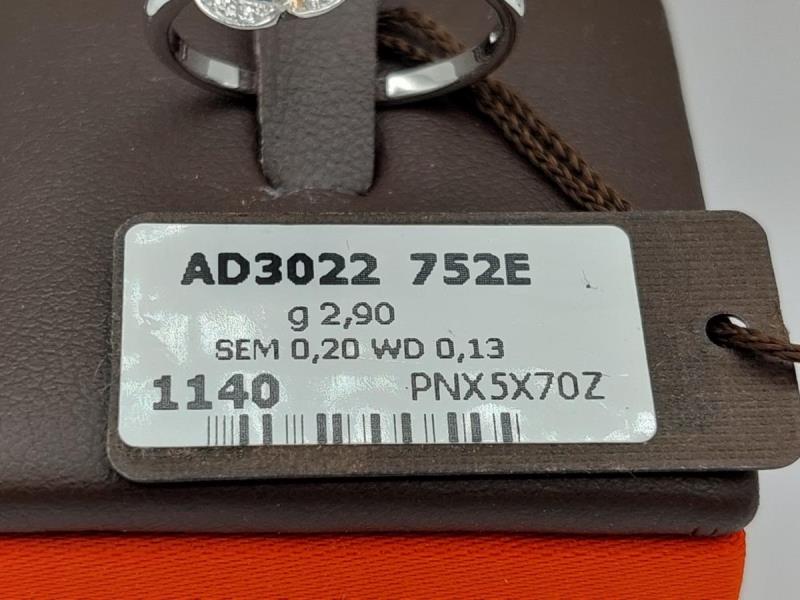 AD3022 752E
g 2,90
SEM 0,20 WD 0,13
1140 PNX5X70Z